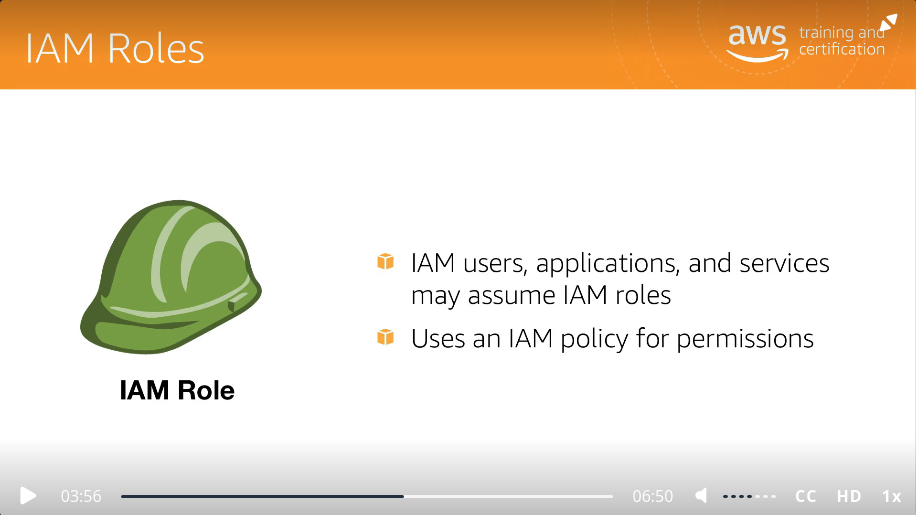 IAM Roles
aws
training and
certification
IAM users, applications, and services
may assume IAM roles
Uses an IAM policy for permissions
IAM Role
03:56
06:50
CC
HD
1x